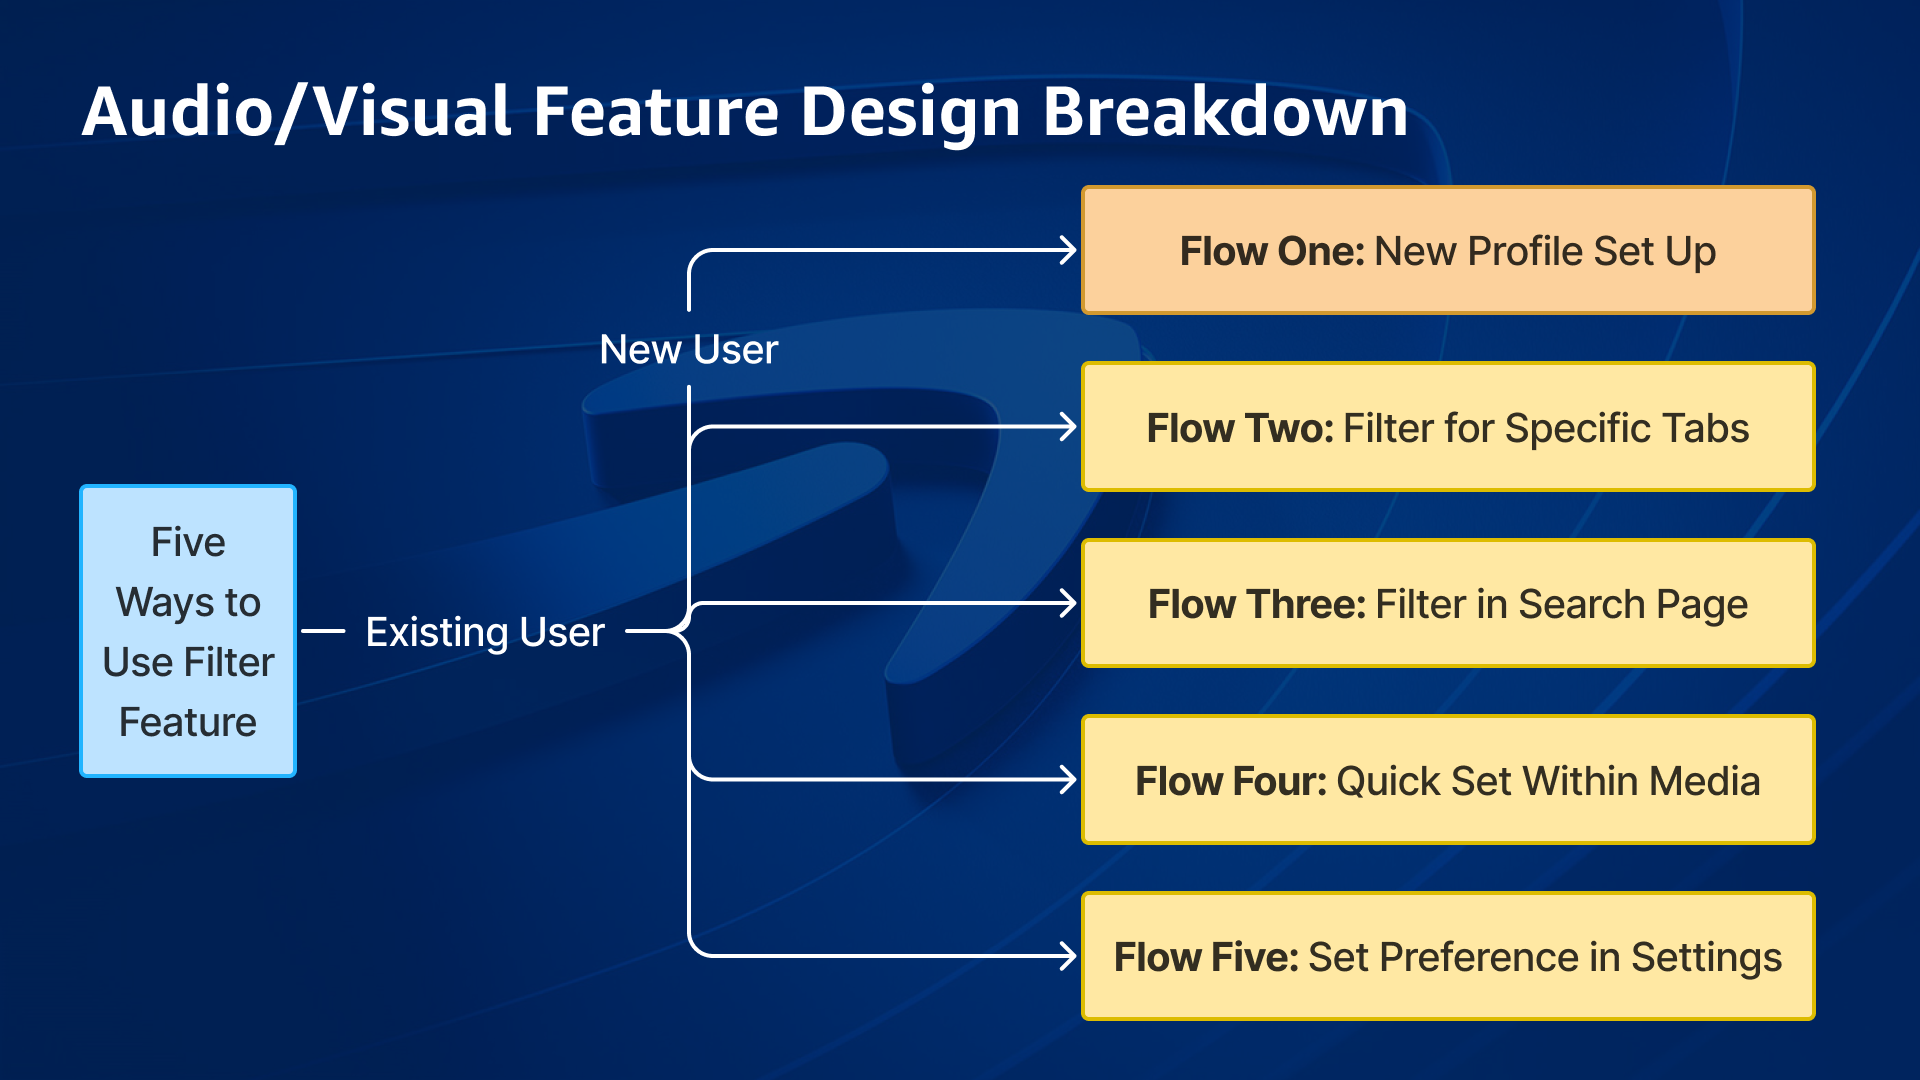 Audio/Visual Feature Design Breakdown
Flow One: New Profile Set Up
New User
Flow Two: Filter for Specific Tabs
Five
Ways to
Use Filter
Feature
Existing User
Flow Three: Filter in Search Page
Flow Four: Quick Set Within Media
Flow Five: Set Preference in Settings